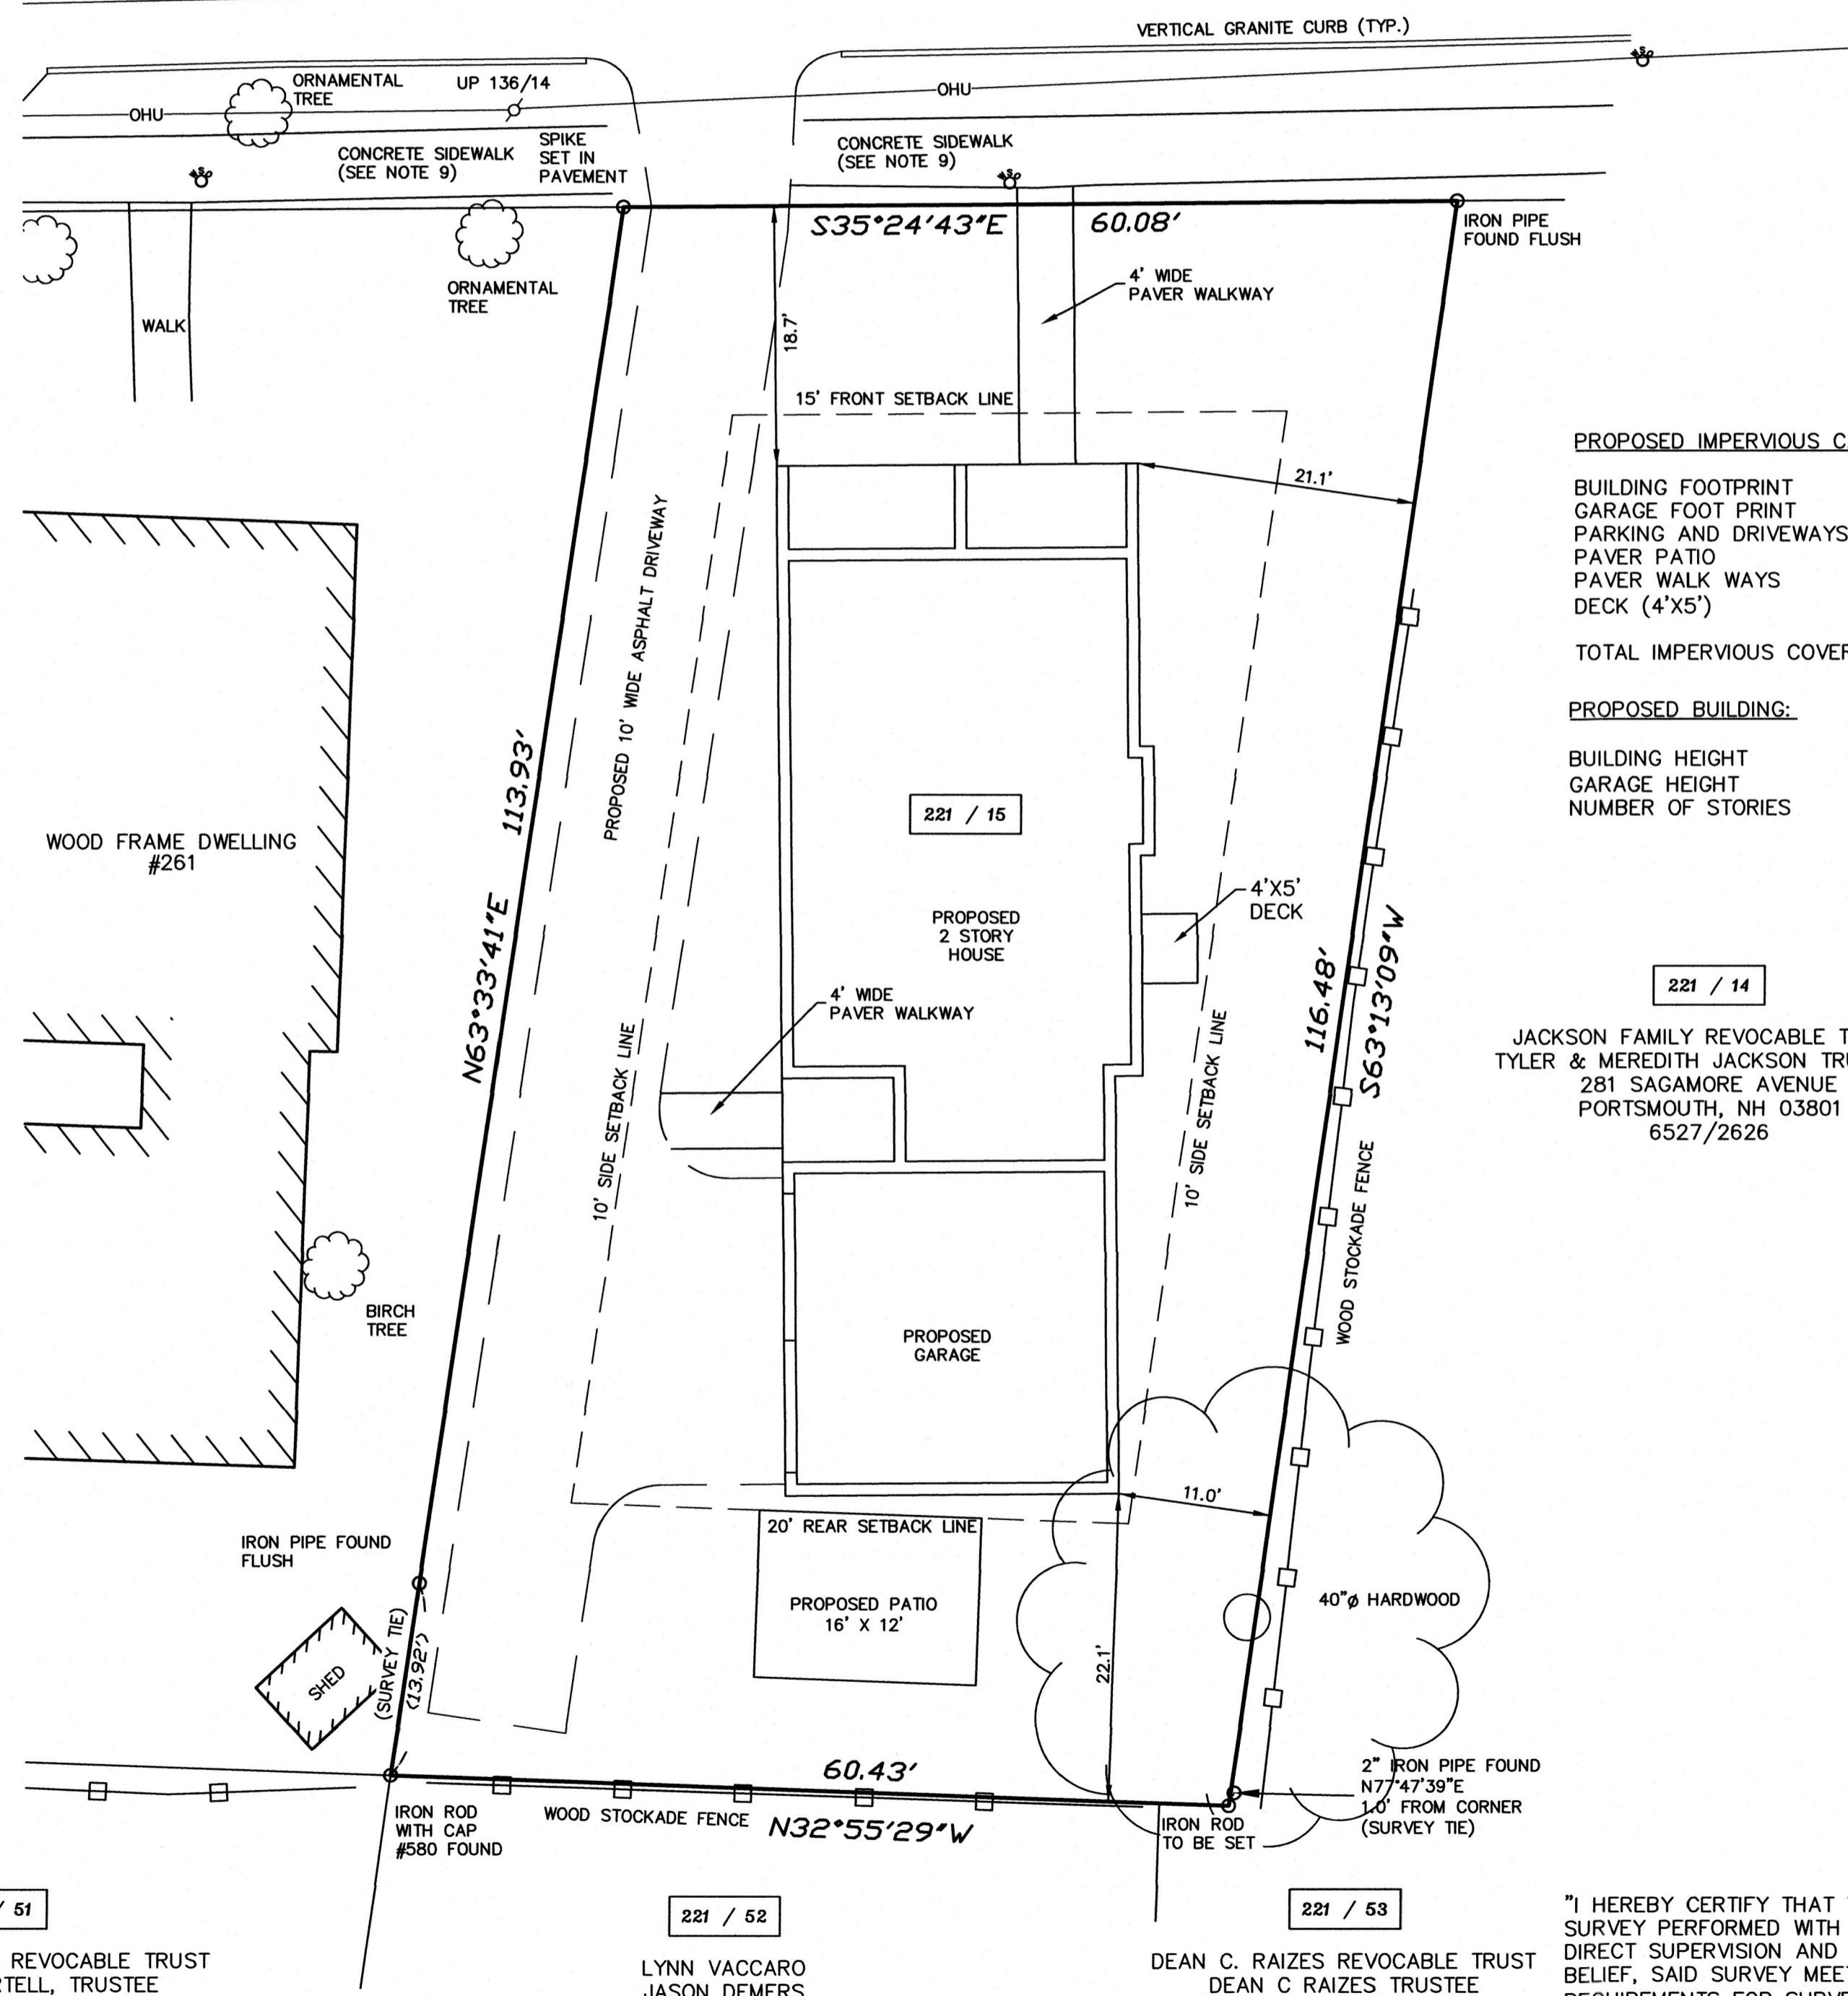 VERTICAL GRANITE CURB (TYP.)
ORNAMENTAL
TREE
UP 136/14
OHU
OHU
CONCRETE SIDEWALK
(SEE NOTE 9)
SPIKE
SET IN
PAVEMENT
CONCRETE SIDEWALK
(SEE NOTE 9)
S35°24'43"E 60.08'
IRON PIPE
FOUND FLUSH
ORNAMENTAL
TREE
4' WIDE
PAVER WALKWAY
WALK
18.7'
15' FRONT SETBACK LINE
21.1'
PROPOSED IMPERVIOUS C
BUILDING FOOTPRINT
GARAGE FOOT PRINT
PARKING AND DRIVEWAYS
PAVER PATIO
PAVER WALK WAYS
DECK (4'X5')
TOTAL IMPERVIOUS COVER
PROPOSED BUILDING:
BUILDING HEIGHT
GARAGE HEIGHT
NUMBER OF STORIES
PROPOSED 10' WIDE ASPHALT DRIVEWAY
N63°33'41"E 113.93'
WOOD FRAME DWELLING
#261
221 / 15
PROPOSED
2 STORY
HOUSE
4'X5'
DECK
4' WIDE
PAVER WALKWAY
10' SIDE SETBACK LINE
10' SIDE SETBACK LINE
116.48'
S63°13'09"W
WOOD STOCKADE FENCE
221 / 14
JACKSON FAMILY REVOCABLE T
TYLER & MEREDITH JACKSON TRU
281 SAGAMORE AVENUE
PORTSMOUTH, NH 03801
6527/2626
BIRCH
TREE
PROPOSED
GARAGE
11.0'
20' REAR SETBACK LINE
IRON PIPE FOUND
FLUSH
PROPOSED PATIO
16' X 12'
40"ø HARDWOOD
(SURVEY TIE)
(13.92')
SHED
22.1'
60.43'
WOOD STOCKADE FENCE
N32°55'29"W
IRON ROD
WITH CAP
#580 FOUND
IRON ROD
TO BE SET
2" IRON PIPE FOUND
N77°47'39"E
1.0' FROM CORNER
(SURVEY TIE)
/ 51
REVOCABLE TRUST
RTELL, TRUSTEE
221 / 52
LYNN VACCARO
JASON DEMERS
221 / 53
DEAN C. RAIZES REVOCABLE TRUST
DEAN C RAIZES TRUSTEE
"I HEREBY CERTIFY THAT
SURVEY PERFORMED WITH
DIRECT SUPERVISION AND
BELIEF, SAID SURVEY MEET
REQUIREMENTS FOR SURVE